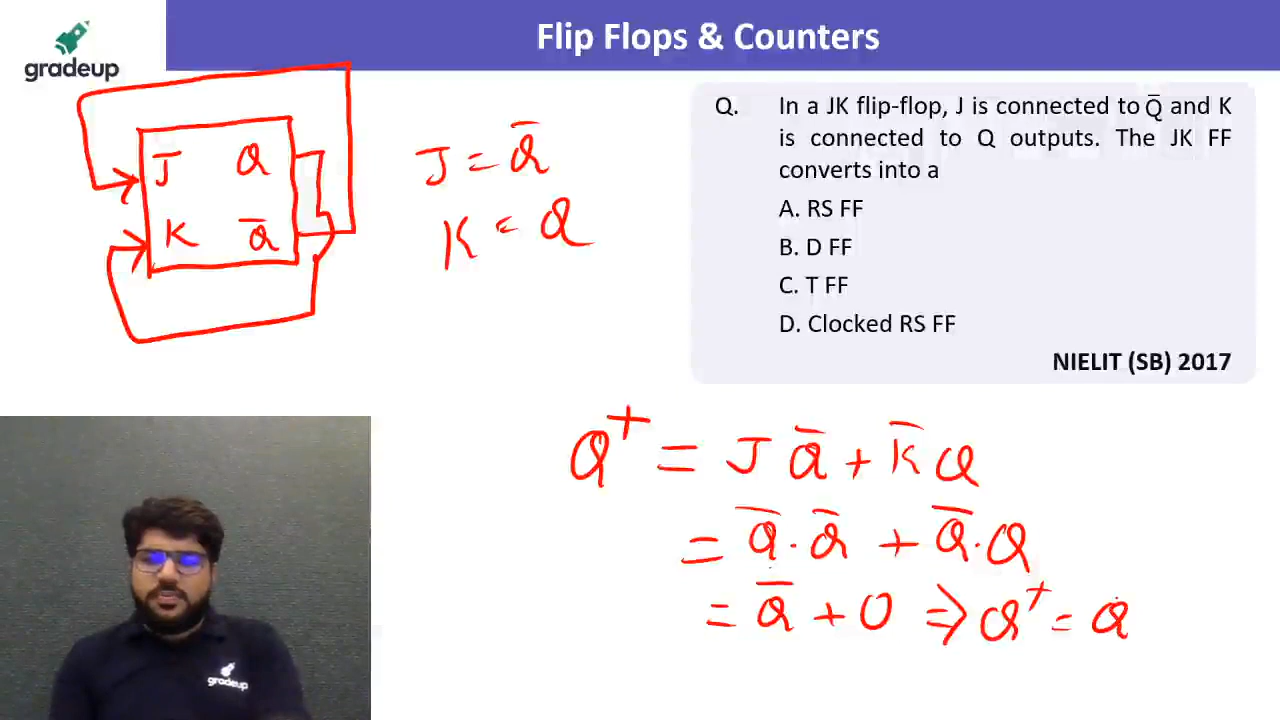 Flip Flops & Counters
gradeup
J Q
K Q̅
J = Q̅
K = Q
Q. In a JK flip-flop, J is connected to Q̅ and K
is connected to Q outputs. The JK FF
converts into a
A. RS FF
B. D FF
C. T FF
D. Clocked RS FF
NIELIT (SB) 2017
Q⁺ = J Q̅ + K̅ Q
= Q̅ · Q̅ + Q̅ · Q
= Q̅ + 0 ⇒ Q⁺ = Q
gradeup